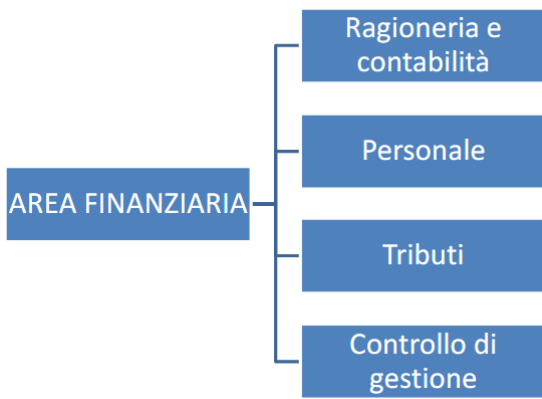 Ragioneria e
contabilità
Personale
AREA FINANZIARIA
Tributi
Controllo di
gestione